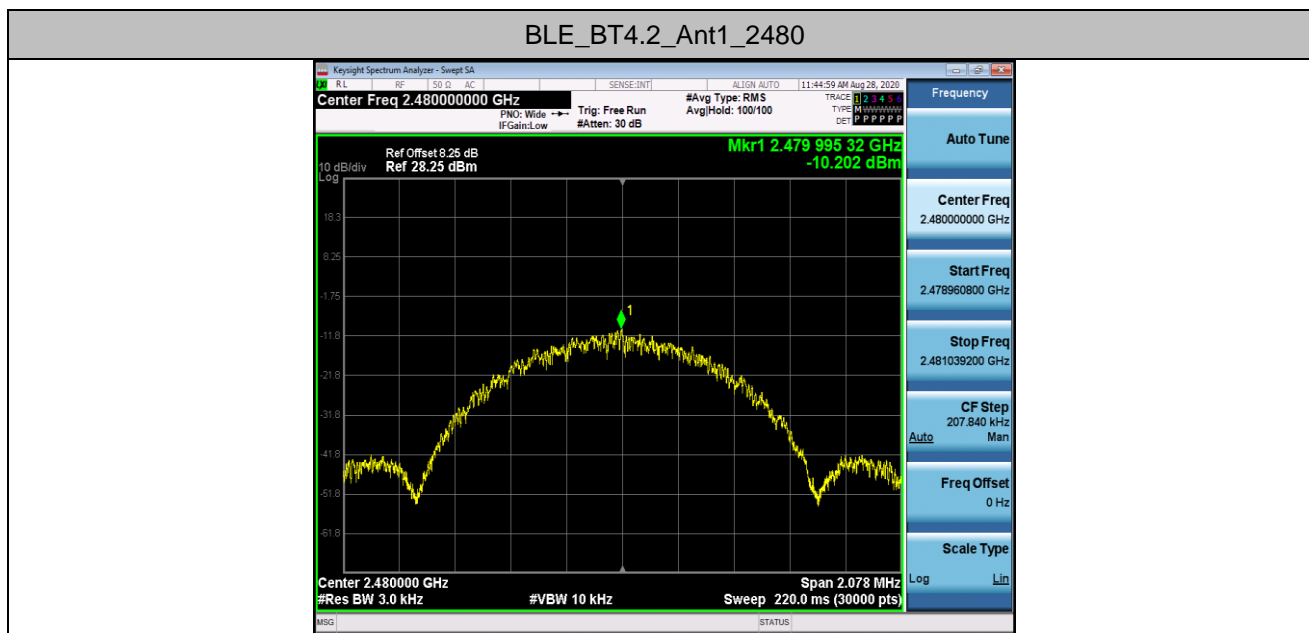 BLE_BT4.2_Ant1_2480
Keysight Spectrum Analyzer - Swept SA
RL RF 50 Ω AC SENSE:INT ALIGN AUTO 11:44:59 AM Aug 28, 2020
Center Freq 2.480000000 GHz
PNO: Wide
IFGain:Low
Trig: Free Run
#Atten: 30 dB
#Avg Type: RMS
Avg|Hold: 100/100
TRACE 1 2 3 4 5 6
TYPE M WWWWW
DET P P P P P P
Ref Offset 8.25 dB
10 dB/div Ref 28.25 dBm
Log
Mkr1 2.479 995 32 GHz
-10.202 dBm
18.3
8.25
-1.75
-11.8
-21.8
-31.8
-41.8
-51.8
-61.8
1
Center 2.480000 GHz Span 2.078 MHz
#Res BW 3.0 kHz #VBW 10 kHz Sweep 220.0 ms (30000 pts)
MSG STATUS
Frequency
Auto Tune
Center Freq
2.480000000 GHz
Start Freq
2.478960800 GHz
Stop Freq
2.481039200 GHz
CF Step
207.840 kHz
Auto Man
Freq Offset
0 Hz
Scale Type
Log Lin